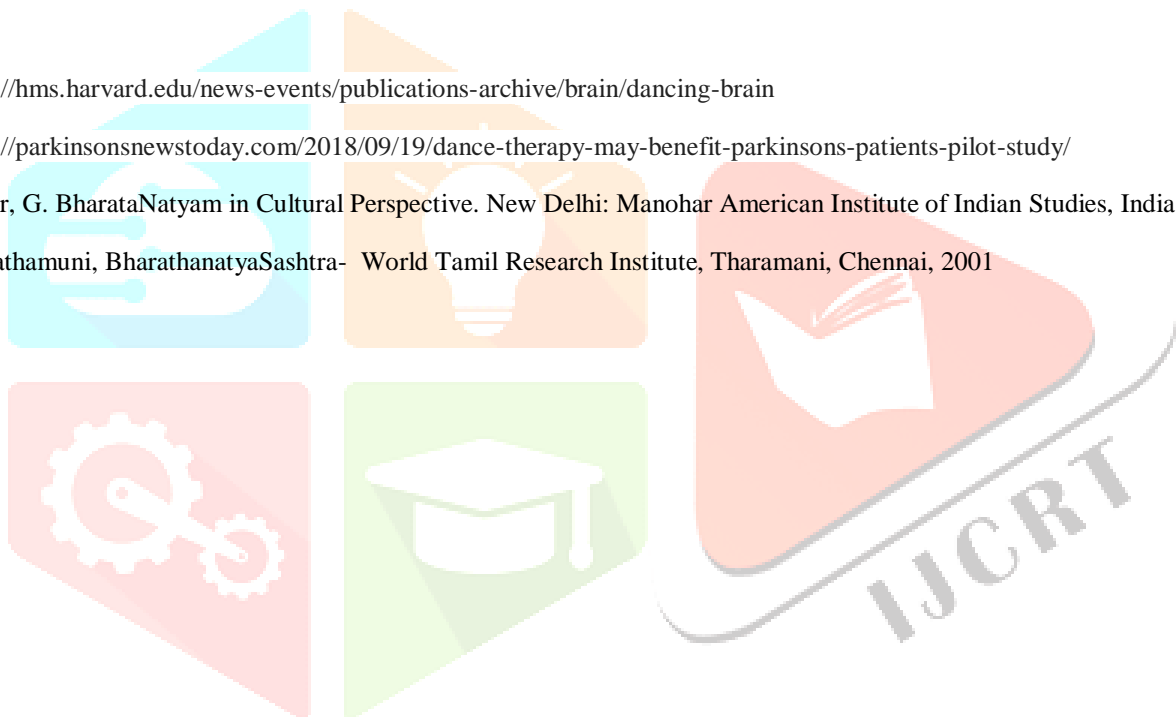 //hms.harvard.edu/news-events/publications-archive/brain/dancing-brain
//parkinsonsnewstoday.com/2018/09/19/dance-therapy-may-benefit-parkinsons-patients-pilot-study/
r, G. BharataNatyam in Cultural Perspective. New Delhi: Manohar American Institute of Indian Studies, India
athamuni, BharathanatyaSashtra- World Tamil Research Institute, Tharamani, Chennai, 2001
IJCRT